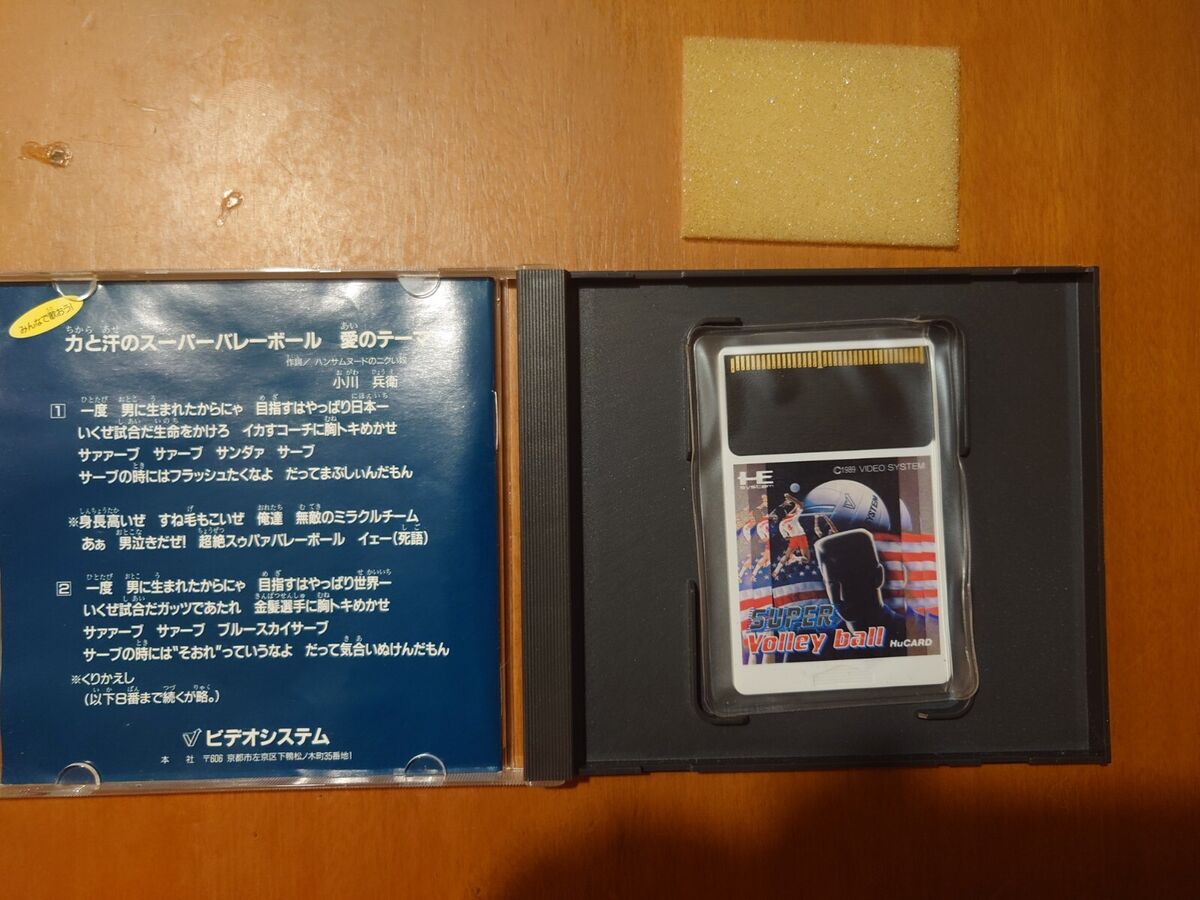 みんなで歌おう!
力と汗のスーパーバレーボール 愛のテーマ
作詞/ ハンサムヌードのニクい奴
小川 兵衛
1 一度 男に生まれたからにゃ 目指すはやっぱり日本一
いくぜ試合だ生命をかけろ イカすコーチに胸トキめかせ
サァァーブ サァーブ サンダァ サーブ
サーブの時にはフラッシュたくなよ だってまぶしぃんだもん
※身長高いぜ すね毛もこいぜ 俺達 無敵のミラクルチーム
あぁ 男泣きだぜ! 超絶スゥパァバレーボール イェー(死語)
2 一度 男に生まれたからにゃ 目指すはやっぱり世界一
いくぜ試合だガッツであたれ 金髪選手に胸トキめかせ
サァァーブ サァーブ ブルースカイサーブ
サーブの時には“そおれ”っていうなよ だって気合いぬけんだもん
※くりかえし
(以下8番まで続くが略。)
ビデオシステム
本 社 〒606 京都市左京区下鴨松ノ木町35番地1
HE system
©1989 VIDEO SYSTEM
YSTEM
SUPER
Volley ball
HuCARD